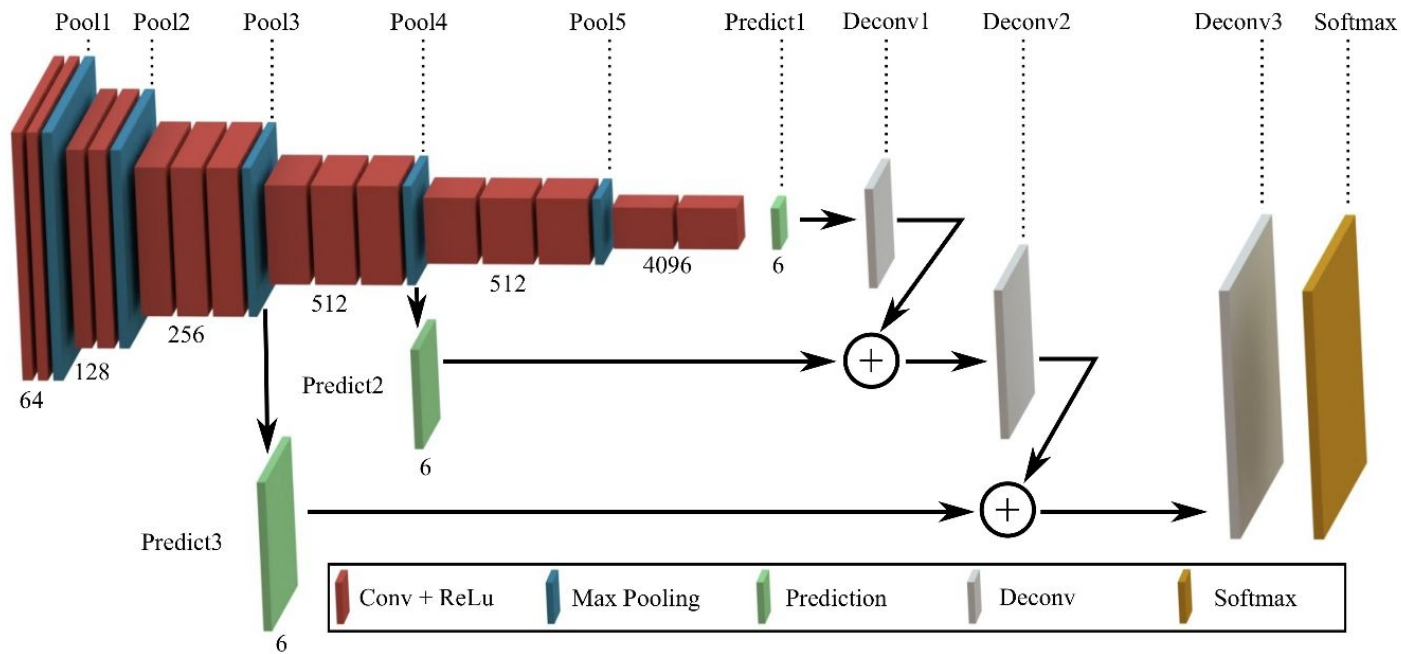 Pool1 Pool2 Pool3 Pool4 Pool5 Predict1 Deconv1 Deconv2 Deconv3 Softmax
64
128
256
512
512
4096
6
Predict2
6
Predict3
6
Conv + ReLu Max Pooling Prediction Deconv Softmax